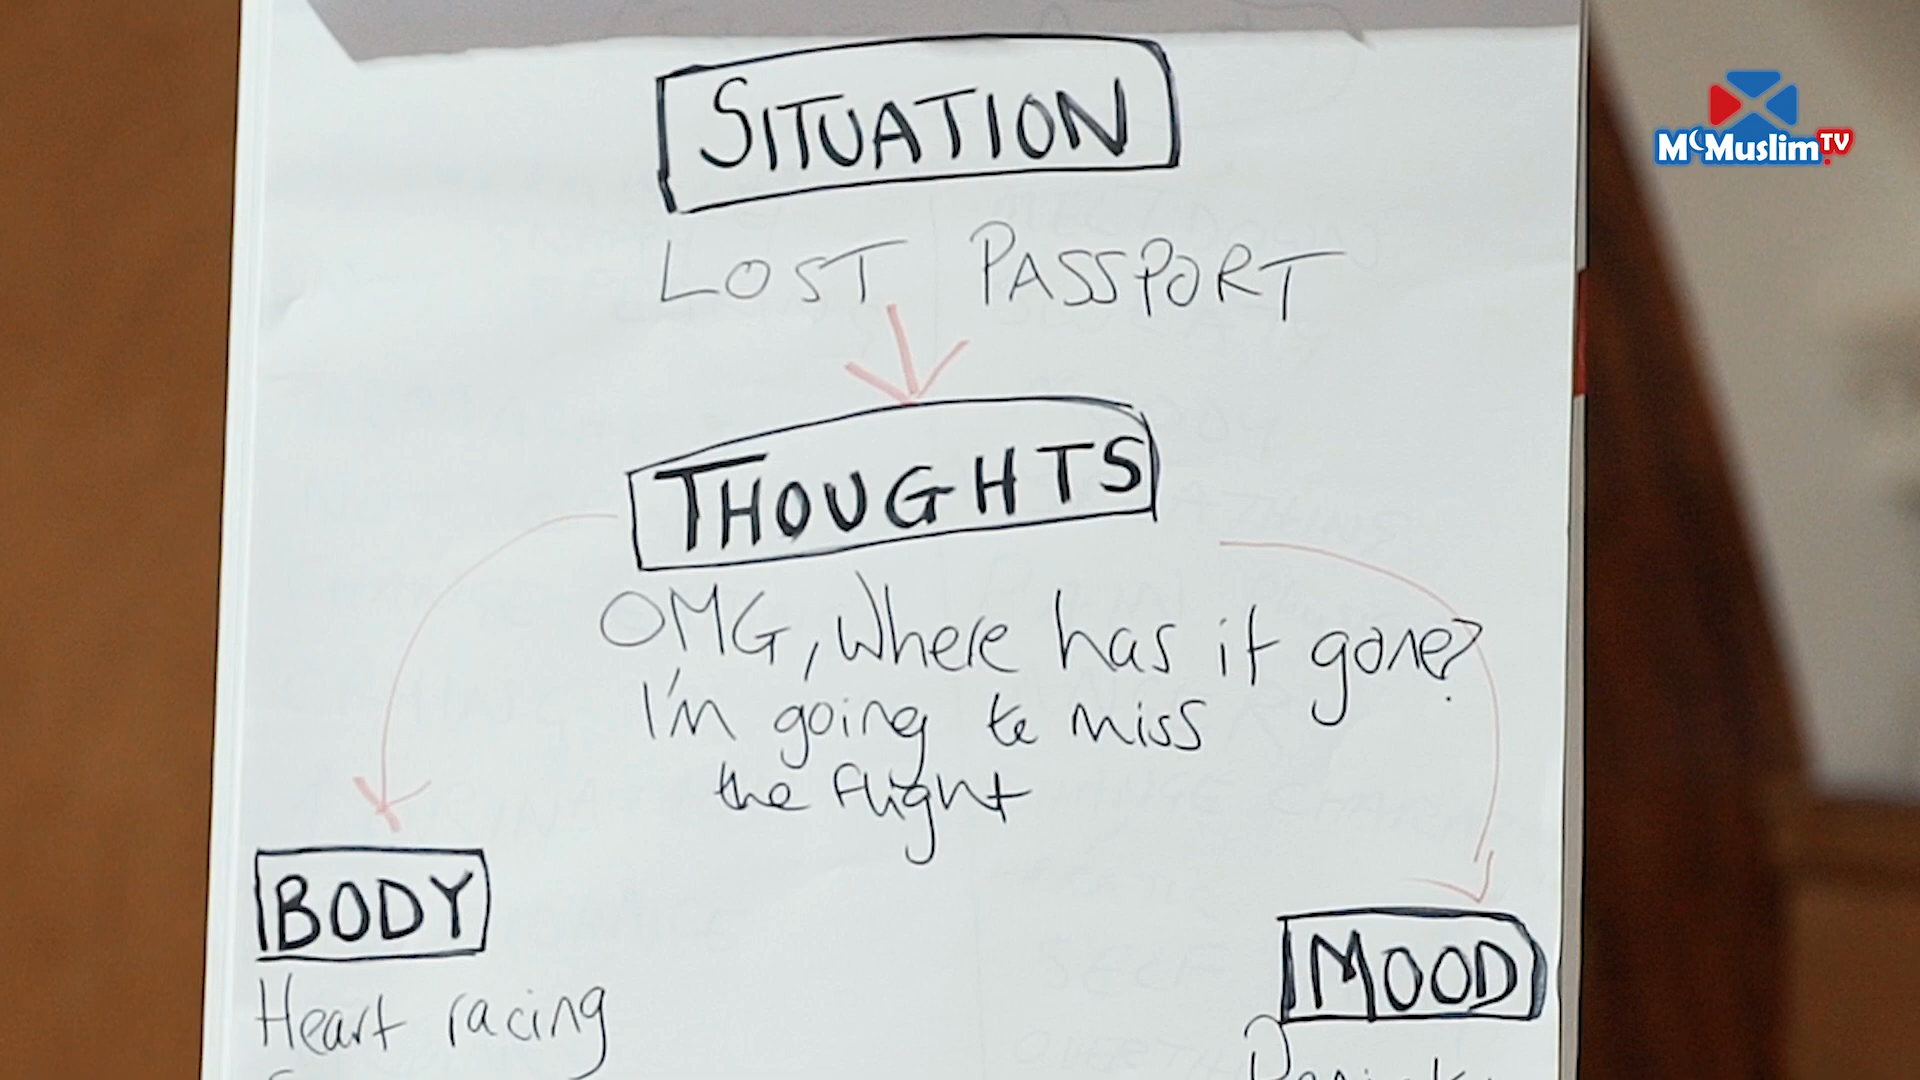 SITUATION
McMuslim TV
LOST PASSPORT
THOUGHTS
OMG, Where has it gone?
I'm going to miss
the flight
BODY
MOOD
Heart racing